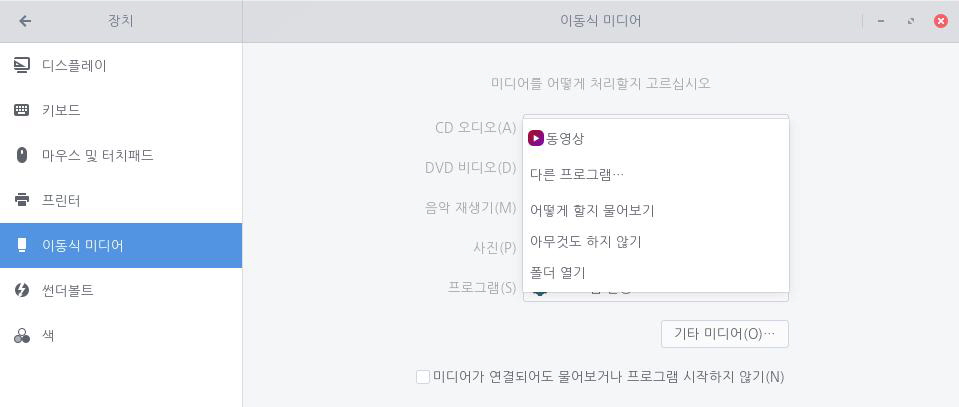 장치
이동식 미디어
디스플레이
키보드
마우스 및 터치패드
프린터
이동식 미디어
썬더볼트
색
미디어를 어떻게 처리할지 고르십시오
CD 오디오(A)
DVD 비디오(D)
음악 재생기(M)
사진(P)
프로그램(S)
동영상
다른 프로그램…
어떻게 할지 물어보기
아무것도 하지 않기
폴더 열기
기타 미디어(O)…
미디어가 연결되어도 물어보거나 프로그램 시작하지 않기(N)